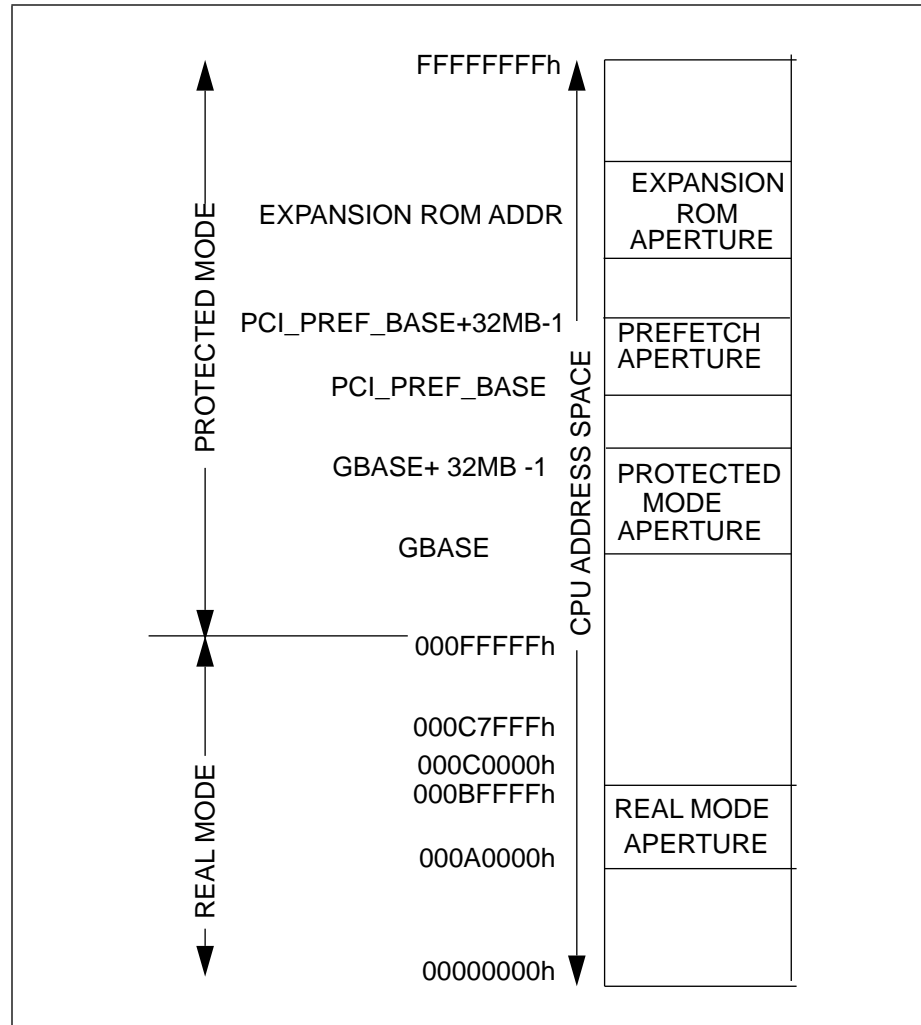 FFFFFFFFh
EXPANSION
ROM
APERTURE
EXPANSION ROM ADDR
PROTECTED MODE
PCI_PREF_BASE+32MB-1
PREFETCH
APERTURE
PCI_PREF_BASE
CPU ADDRESS SPACE
GBASE+ 32MB -1
PROTECTED
MODE
APERTURE
GBASE
000FFFFFh
000C7FFFh
000C0000h
000BFFFFh
REAL MODE
REAL MODE
APERTURE
000A0000h
00000000h